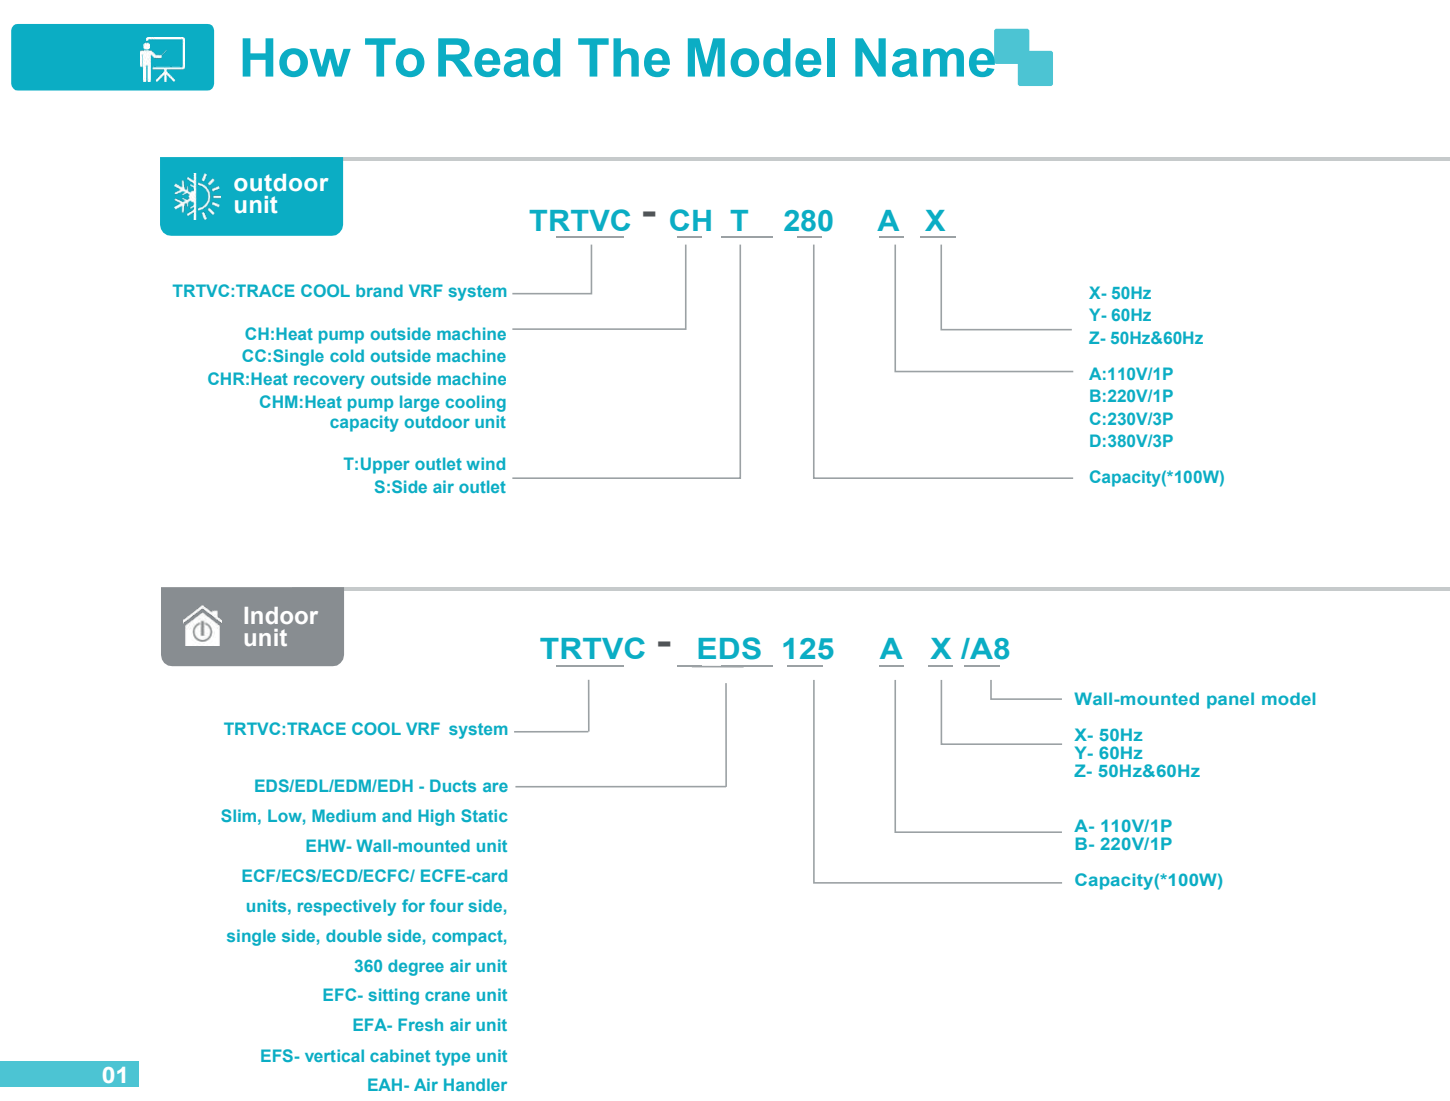 How To Read The Model Name
outdoor
unit
TRTVC - CH T 280 A X
TRTVC:TRACE COOL brand VRF system
CH:Heat pump outside machine
CC:Single cold outside machine
CHR:Heat recovery outside machine
CHM:Heat pump large cooling
capacity outdoor unit
T:Upper outlet wind
S:Side air outlet
X- 50Hz
Y- 60Hz
Z- 50Hz&60Hz
A:110V/1P
B:220V/1P
C:230V/3P
D:380V/3P
Capacity(*100W)
Indoor
unit
TRTVC - EDS 125 A X /A8
TRTVC:TRACE COOL VRF system
EDS/EDL/EDM/EDH - Ducts are
Slim, Low, Medium and High Static
EHW- Wall-mounted unit
ECF/ECS/ECD/ECFC/ ECFE-card
units, respectively for four side,
single side, double side, compact,
360 degree air unit
EFC- sitting crane unit
EFA- Fresh air unit
EFS- vertical cabinet type unit
EAH- Air Handler
Wall-mounted panel model
X- 50Hz
Y- 60Hz
Z- 50Hz&60Hz
A- 110V/1P
B- 220V/1P
Capacity(*100W)
01